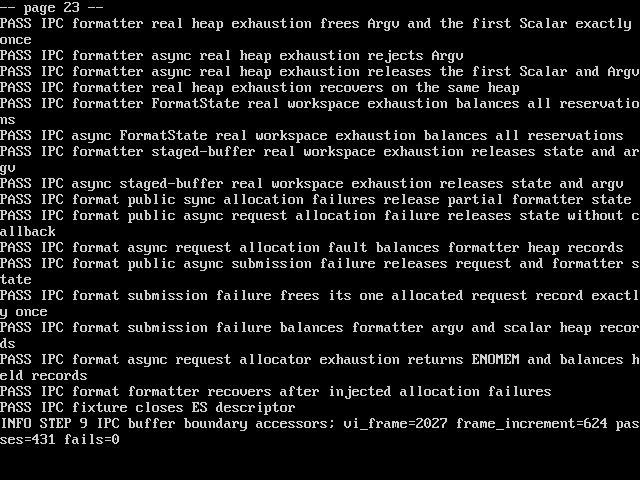 -- page 23 --
PASS IPC formatter real heap exhaustion frees Argv and the first Scalar exactly
once
PASS IPC formatter async real heap exhaustion rejects Argv
PASS IPC formatter async real heap exhaustion releases the first Scalar and Argv
PASS IPC formatter real heap exhaustion recovers on the same heap
PASS IPC formatter FormatState real workspace exhaustion balances all reservatio
ns
PASS IPC async FormatState real workspace exhaustion balances all reservations
PASS IPC formatter staged-buffer real workspace exhaustion releases state and ar
gv
PASS IPC async staged-buffer real workspace exhaustion releases state and argv
PASS IPC format public sync allocation failures release partial formatter state
PASS IPC format public async request allocation failure releases state without c
allback
PASS IPC format async request allocation fault balances formatter heap records
PASS IPC format public async submission failure releases request and formatter s
tate
PASS IPC format submission failure frees its one allocated request record exactl
y once
PASS IPC format submission failure balances formatter argv and scalar heap recor
ds
PASS IPC format async request allocator exhaustion returns ENOMEM and balances h
eld records
PASS IPC format formatter recovers after injected allocation failures
PASS IPC fixture closes ES descriptor
INFO STEP 9 IPC buffer boundary accessors; vi_frame=2027 frame_increment=624 pas
ses=431 fails=0